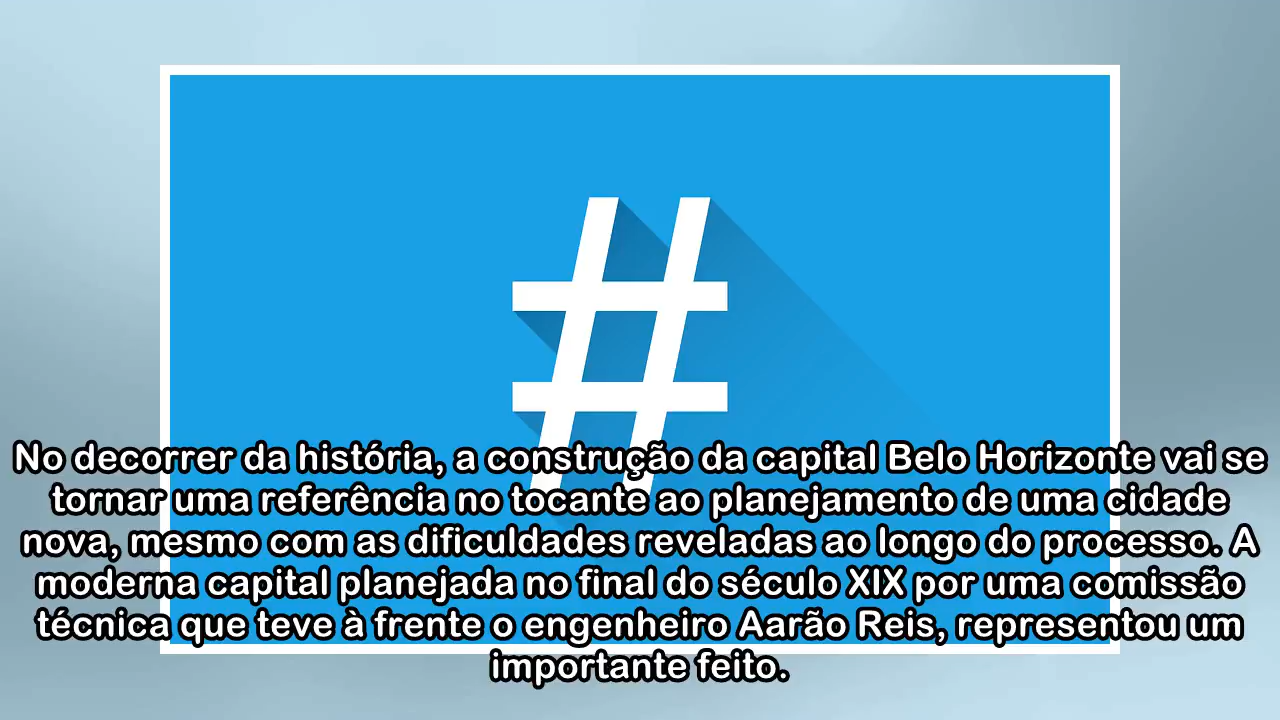 #
No decorrer da história, a construção da capital Belo Horizonte vai se
tornar uma referência no tocante ao planejamento de uma cidade
nova, mesmo com as dificuldades reveladas ao longo do processo. A
moderna capital planejada no final do século XIX por uma comissão
técnica que teve à frente o engenheiro Aarão Reis, representou um
importante feito.